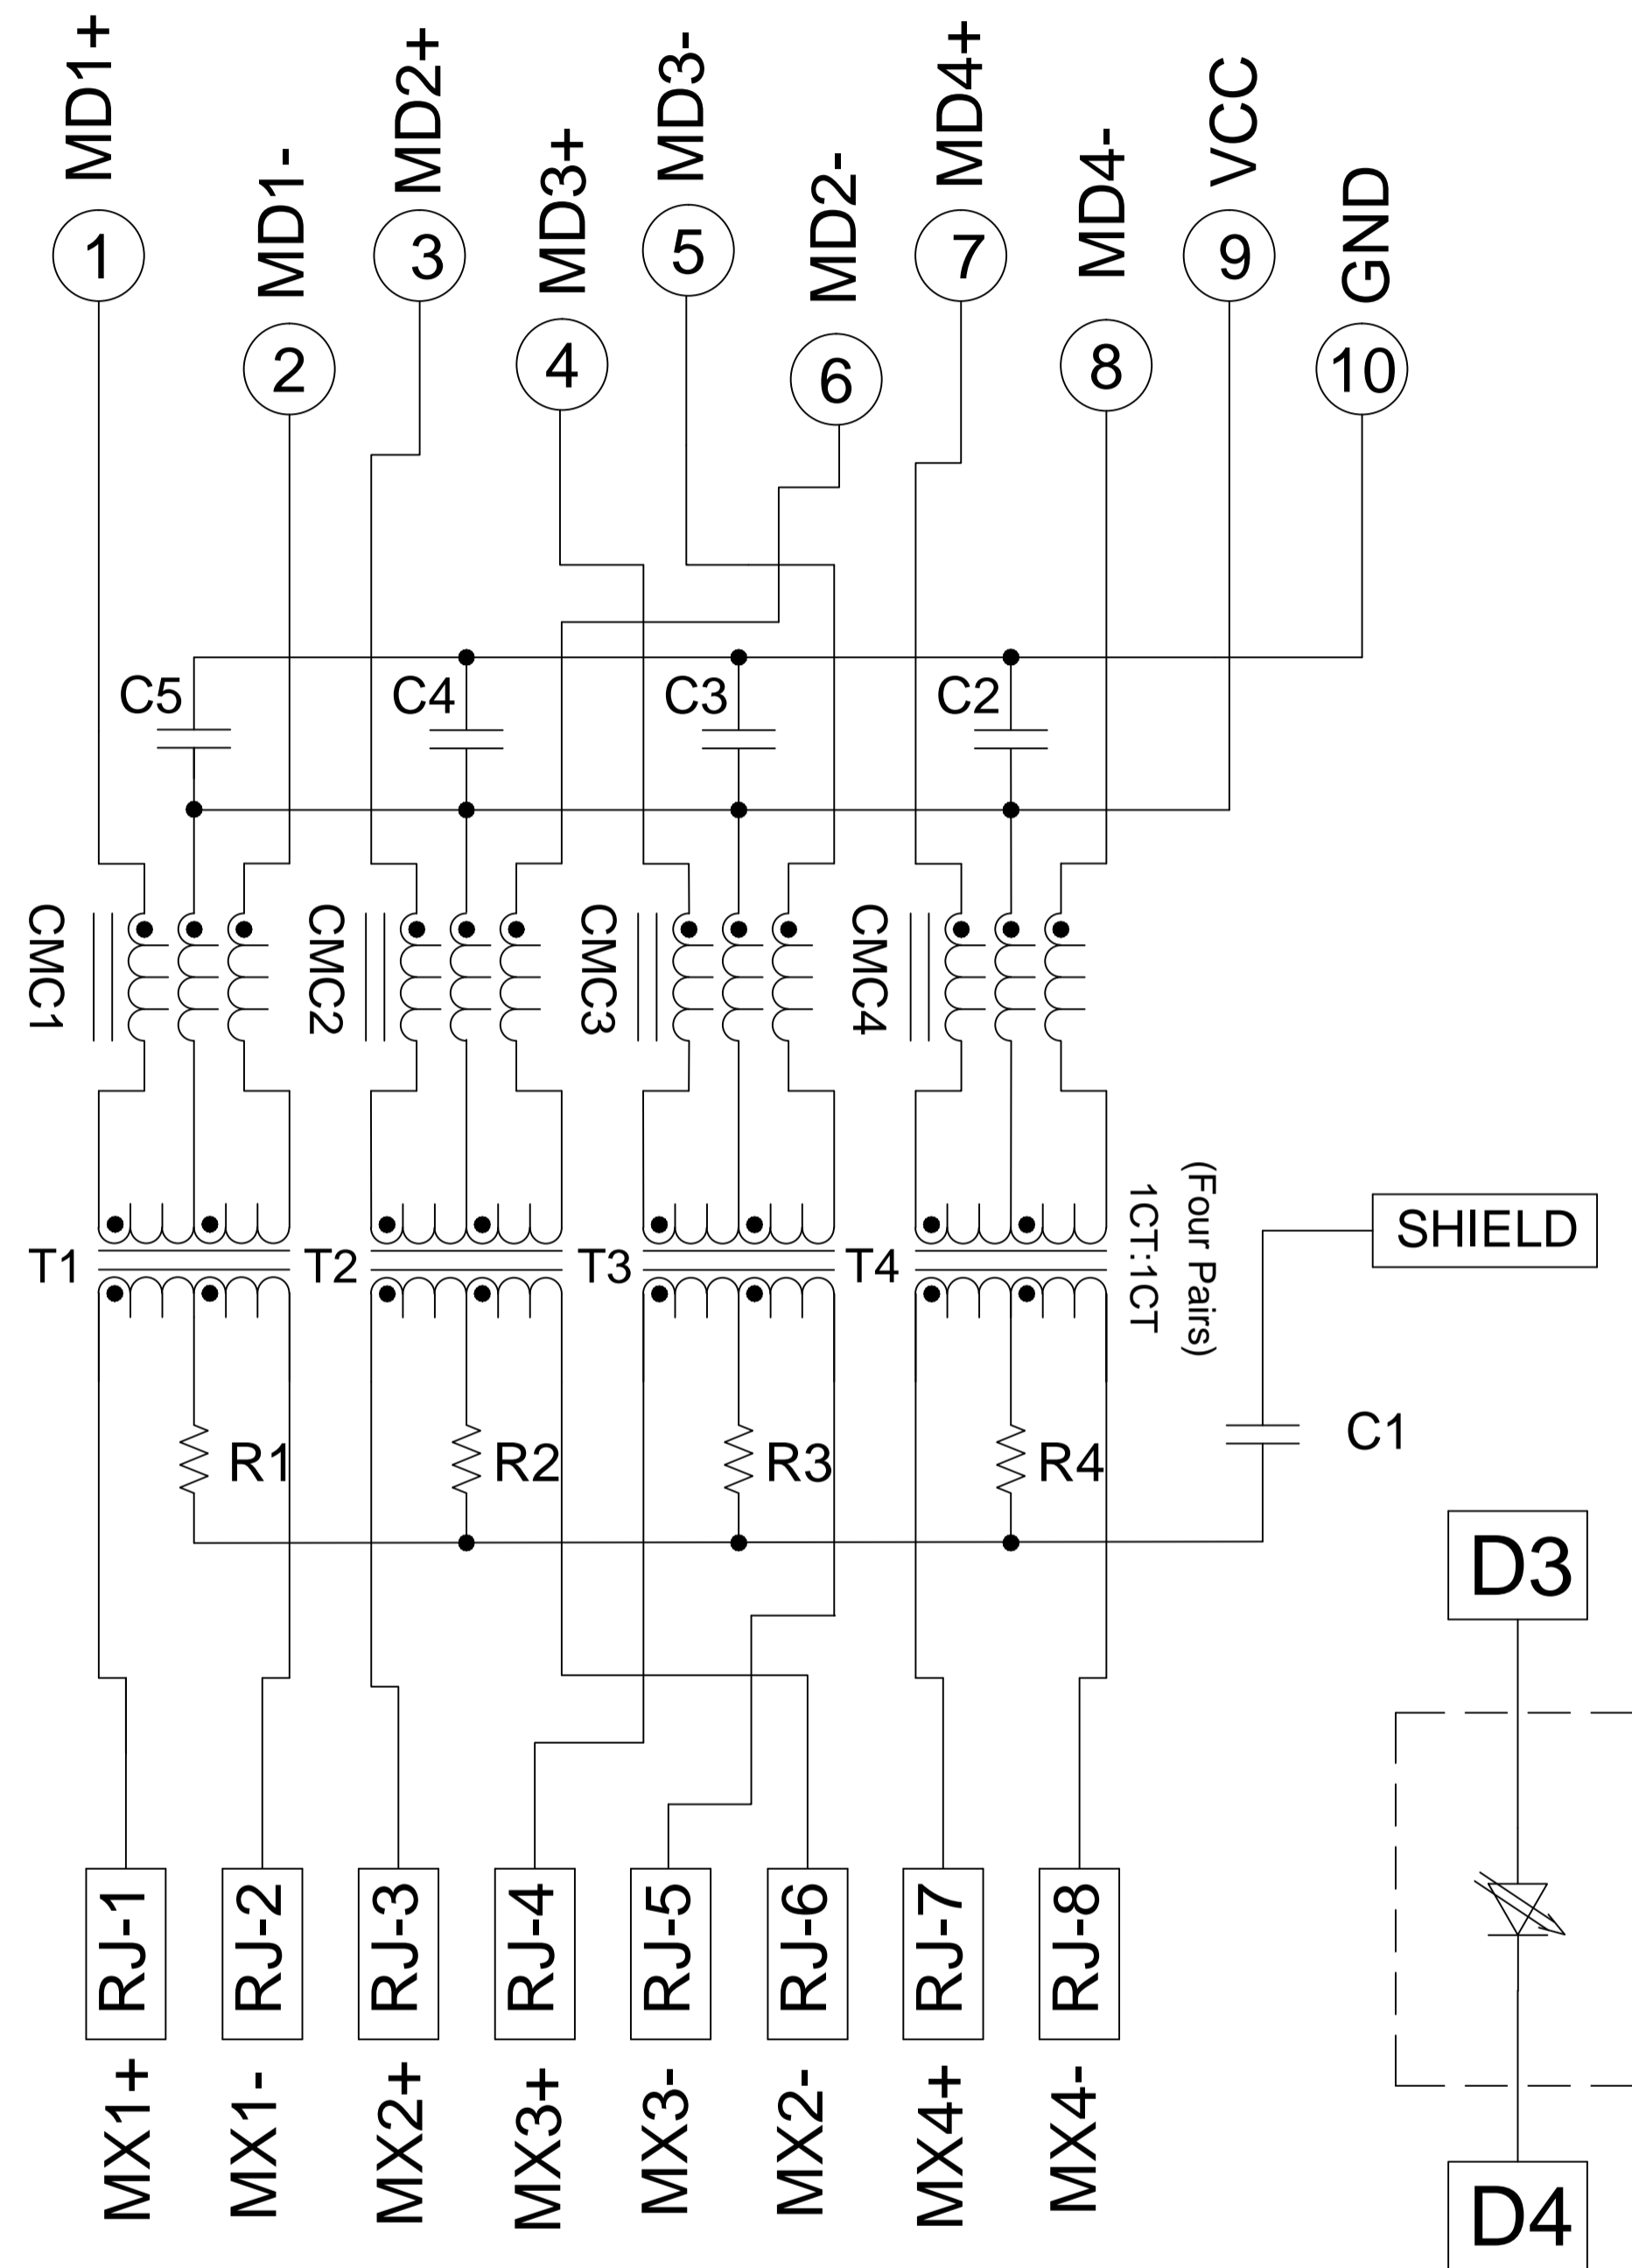 MD1+
MD1-
MD2+
MD3+
MD3-
MD2-
MD4+
MD4-
VCC
GND
1
2
3
4
5
6
7
8
9
10
C5
C4
C3
C2
CMC1
CMC2
CMC3
CMC4
T1
T2
T3
T4
1CT:1CT
(Four Pairs)
SHIELD
R1
R2
R3
R4
C1
D3
RJ-1
RJ-2
RJ-3
RJ-4
RJ-5
RJ-6
RJ-7
RJ-8
MX1+
MX1-
MX2+
MX3+
MX3-
MX2-
MX4+
MX4-
D4